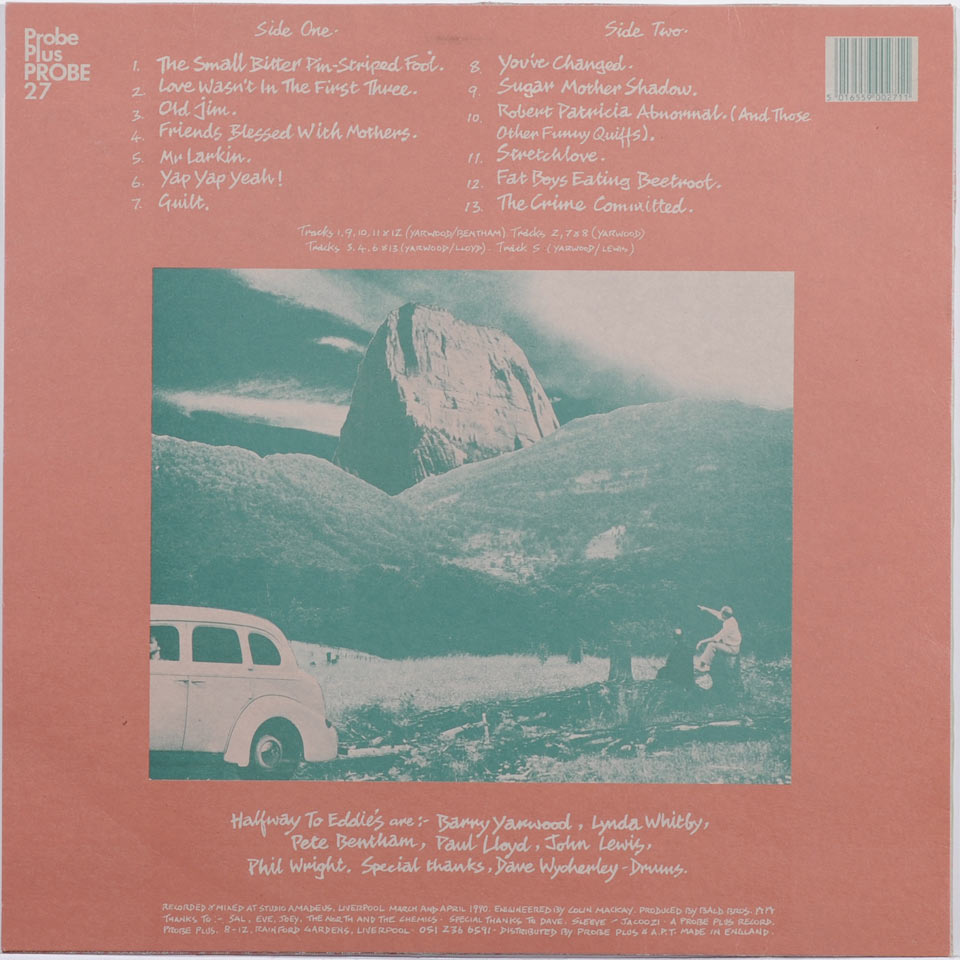 Probe
Plus
PROBE
27
Side One.
1. The Small Bitter Pin-Striped Fool.
2. Love Wasn't In The First Three.
3. Old Jim.
4. Friends Blessed With Mothers.
5. Mr Larkin.
6. Yap Yap Yeah!
7. Guilt.
Side Two.
8. You've Changed.
9. Sugar Mother Shadow.
10. Robert Patricia Abnormal. (And Those
Other Funny Quiffs).
11. Stretchlove.
12. Fat Boys Eating Beetroot.
13. The Crime Committed.
Tracks 1, 9, 10, 11 & 12 (YARWOOD/BENTHAM). Tracks 2, 7 & 8 (YARWOOD)
Tracks 3, 4, 6 & 13 (YARWOOD/LLOYD). Track 5 (YARWOOD/LEWIS)
Halfway To Eddie's are:- Barry Yarwood, Lynda Whitby,
Pete Bentham, Paul Lloyd, John Lewis,
Phil Wright. Special thanks, Dave Wycherley-Drums.
RECORDED & MIXED AT STUDIO AMADEUS, LIVERPOOL MARCH AND APRIL 1990. ENGINEERED BY COLIN MACKAY. PRODUCED BY BALD BROS.
THANKS TO:- SAL, EVE, JOEY, THE NORTH AND THE CHEMICS. SPECIAL THANKS TO DAVE. SLEEVE - JACOZI. A PROBE PLUS RECORD.
PROBE PLUS, 8-12, RAINFORD GARDENS, LIVERPOOL. 051 236 6591. DISTRIBUTED BY PROBE PLUS & A.P.T. MADE IN ENGLAND.